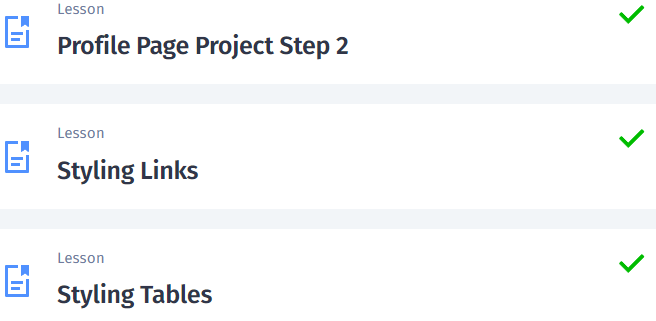 Lesson
Profile Page Project Step 2
Lesson
Styling Links
Lesson
Styling Tables